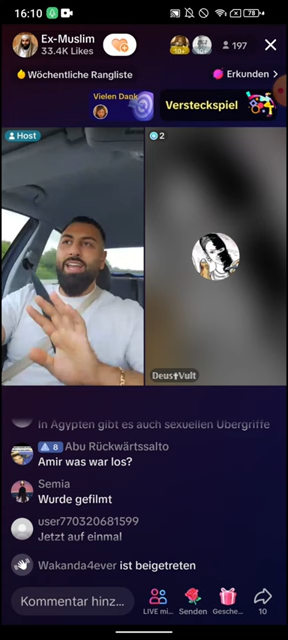 16:10
78
Ex-Muslim
33.4K Likes
10+
197
Wöchentliche Rangliste
Erkunden >
Vielen Dank
Versteckspiel
Host
2
Deus✝Vult
In Ägypten gibt es auch sexuellen Übergriffe
8 Abu Rückwärtssalto
Amir was war los?
Semia
Wurde gefilmt
user770320681599
Jetzt auf einmal
Wakanda4ever ist beigetreten
Kommentar hinz...
LIVE mi...
Senden
Gesche...
10